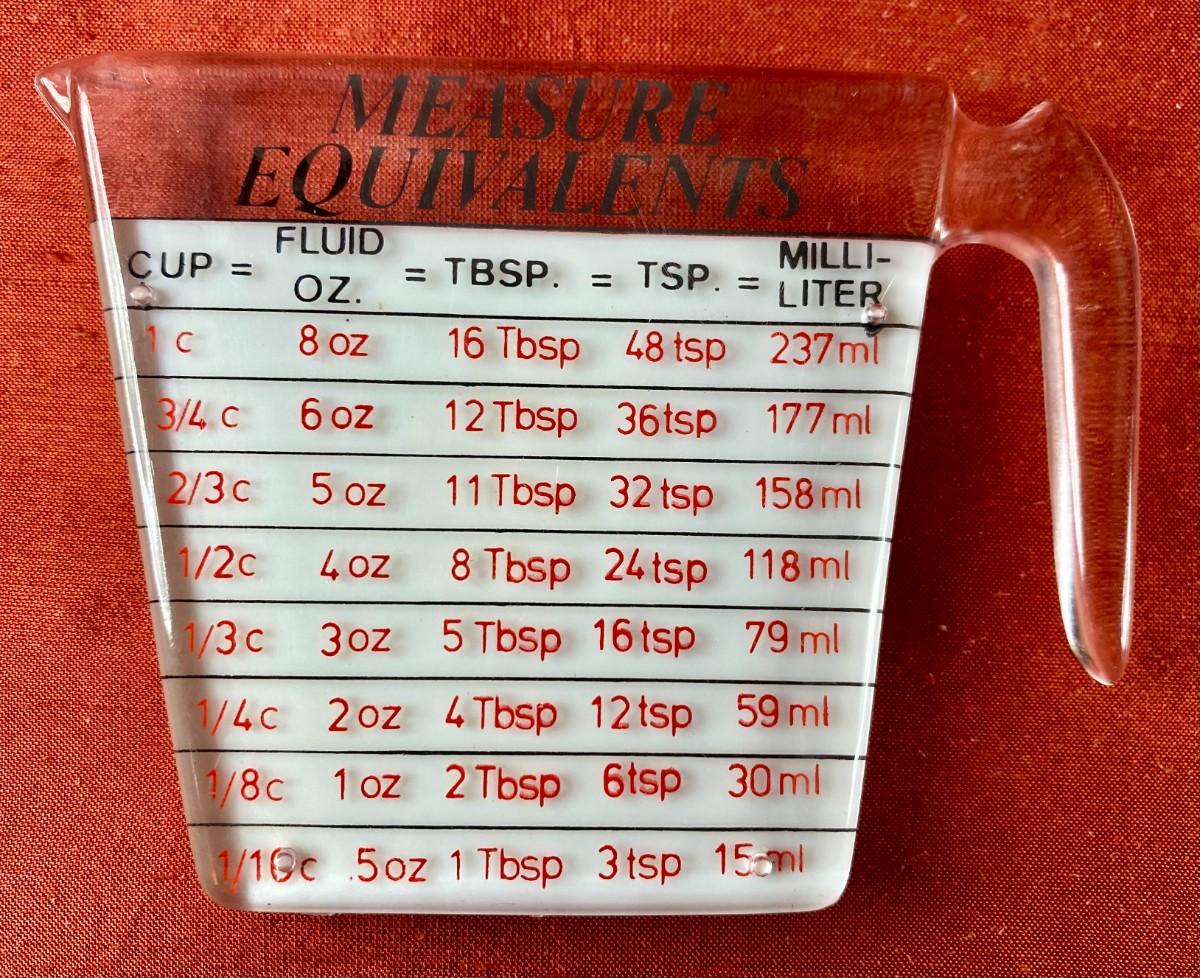 MEASURE
EQUIVALENTS
CUP = FLUID OZ. = TBSP. = TSP. = MILLI-LITER
1 c 8 oz 16 Tbsp 48 tsp 237 ml
3/4 c 6 oz 12 Tbsp 36 tsp 177 ml
2/3 c 5 oz 11 Tbsp 32 tsp 158 ml
1/2 c 4 oz 8 Tbsp 24 tsp 118 ml
1/3 c 3 oz 5 Tbsp 16 tsp 79 ml
1/4 c 2 oz 4 Tbsp 12 tsp 59 ml
1/8 c 1 oz 2 Tbsp 6 tsp 30 ml
1/16 c .5 oz 1 Tbsp 3 tsp 15 ml